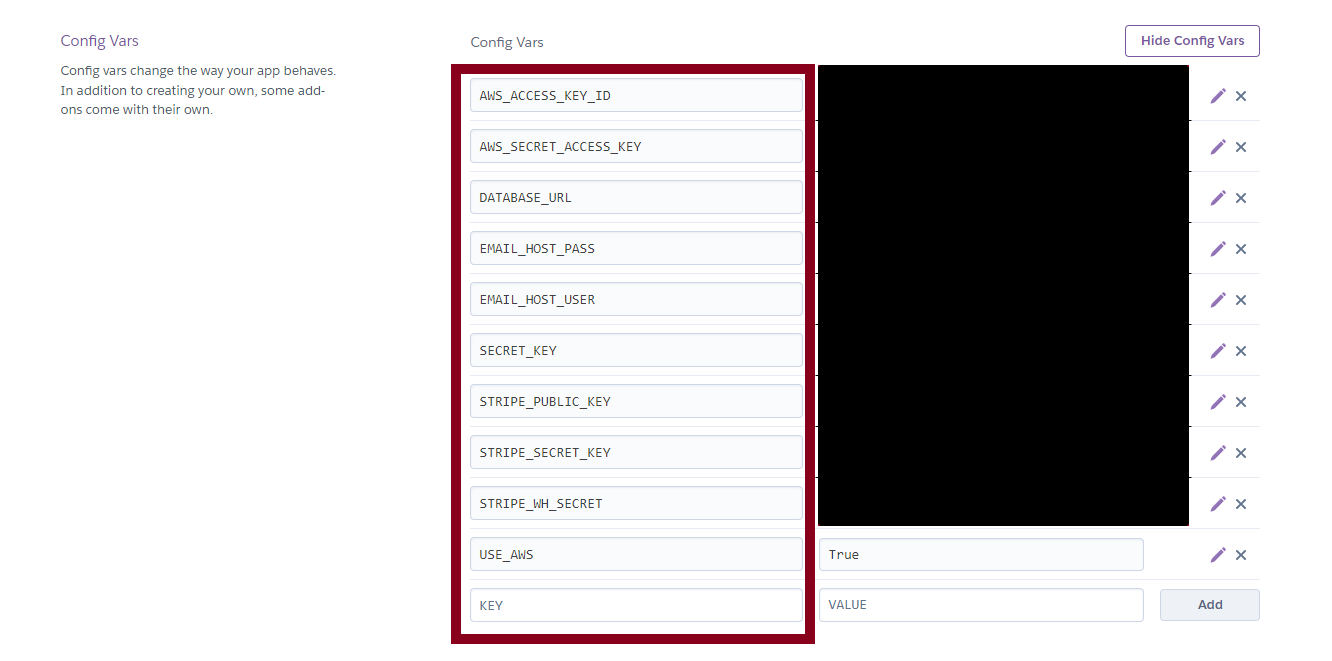 Config Vars
Config vars change the way your app behaves.
In addition to creating your own, some add-
ons come with their own.
Config Vars
Hide Config Vars
AWS_ACCESS_KEY_ID
AWS_SECRET_ACCESS_KEY
DATABASE_URL
EMAIL_HOST_PASS
EMAIL_HOST_USER
SECRET_KEY
STRIPE_PUBLIC_KEY
STRIPE_SECRET_KEY
STRIPE_WH_SECRET
USE_AWS True
KEY VALUE Add